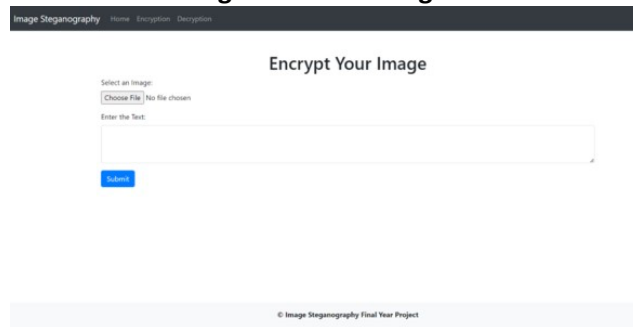 Image Steganography Home Encryption Decryption
Encrypt Your Image
Select an Image:
Choose File No file chosen
Enter the Text:
Submit
© Image Steganography Final Year Project